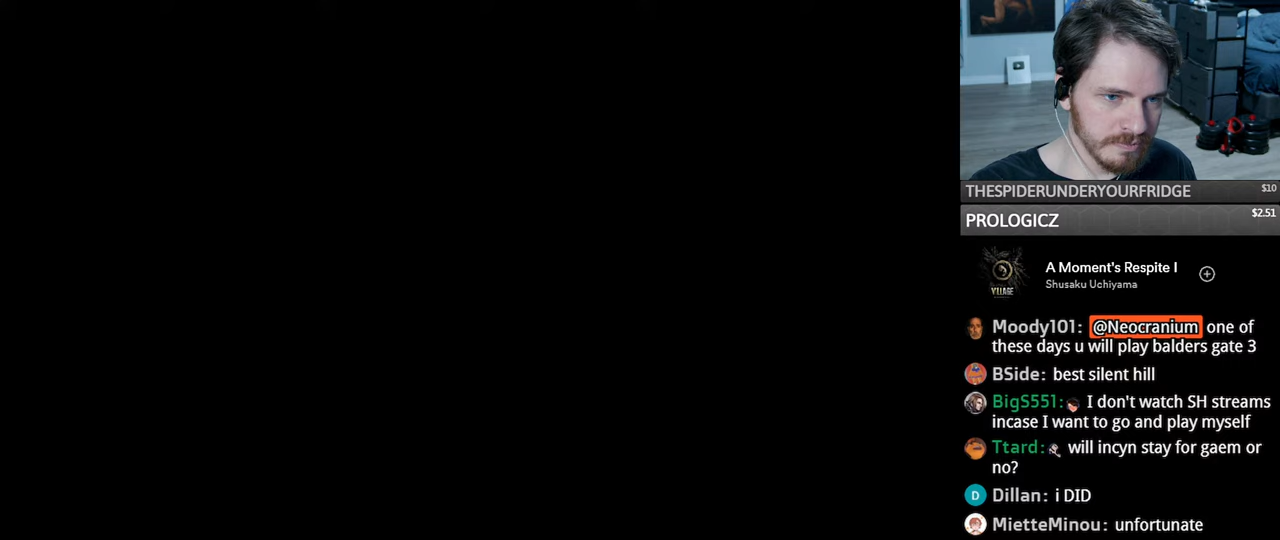 THESPIDERUNDERYOURFRIDGE $10
PROLOGICZ $2.51
VILLAGE
A Moment's Respite I
Shusaku Uchiyama
Moody101: @Neocranium one of
these days u will play balders gate 3
BSide: best silent hill
BigS551: I don't watch SH streams
incase I want to go and play myself
Ttard: will incyn stay for gaem or
no?
D Dillan: i DID
MietteMinou: unfortunate